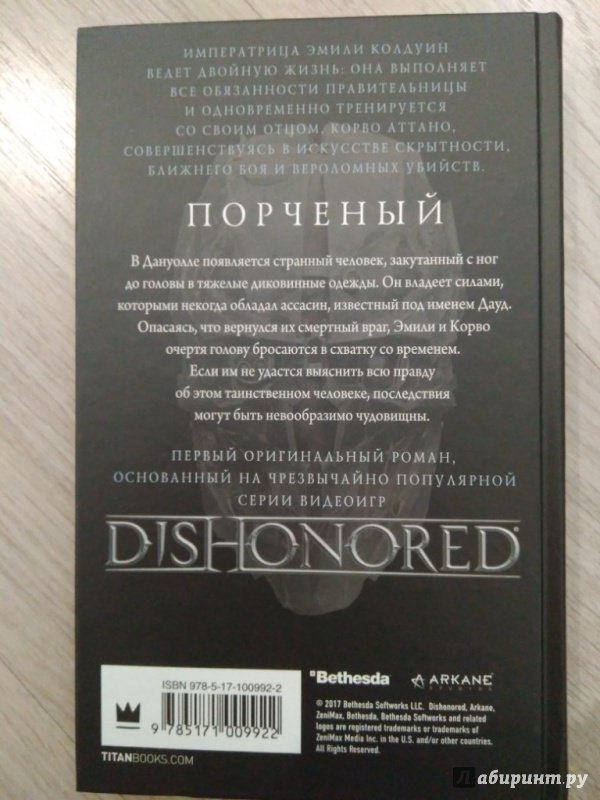 ИМПЕРАТРИЦА ЭМИЛИ КОЛДУИН
ВЕДЕТ ДВОЙНУЮ ЖИЗНЬ: ОНА ВЫПОЛНЯЕТ
ВСЕ ОБЯЗАННОСТИ ПРАВИТЕЛЬНИЦЫ
И ОДНОВРЕМЕННО ТРЕНИРУЕТСЯ
СО СВОИМ ОТЦОМ, КОРВО АТТАНО,
СОВЕРШЕНСТВУЯСЬ В ИСКУССТВЕ СКРЫТНОСТИ,
БЛИЖНЕГО БОЯ И ВЕРОЛОМНЫХ УБИЙСТВ.
ПОРЧЕНЫЙ
В Дануолле появляется странный человек, закутанный с ног
до головы в тяжелые диковинные одежды. Он владеет силами,
которыми некогда обладал ассасин, известный под именем Дауд.
Опасаясь, что вернулся их смертный враг, Эмили и Корво
очертя голову бросаются в схватку со временем.
Если им не удастся выяснить всю правду
об этом таинственном человеке, последствия
могут быть невообразимо чудовищны.
ПЕРВЫЙ ОРИГИНАЛЬНЫЙ РОМАН,
ОСНОВАННЫЙ НА ЧРЕЗВЫЧАЙНО ПОПУЛЯРНОЙ
СЕРИИ ВИДЕОИГР
DISHONORED®
ISBN 978-5-17-100992-2
9 785171 009922
TITANBOOKS.COM
Bethesda
ARKANE
STUDIOS
© 2017 Bethesda Softworks LLC. Dishonored, Arkane,
ZeniMax, Bethesda, Bethesda Softworks and related
logos are registered trademarks or trademarks of
ZeniMax Media Inc. in the U.S. and/or other countries.
All Rights Reserved.
Лабиринт.ру